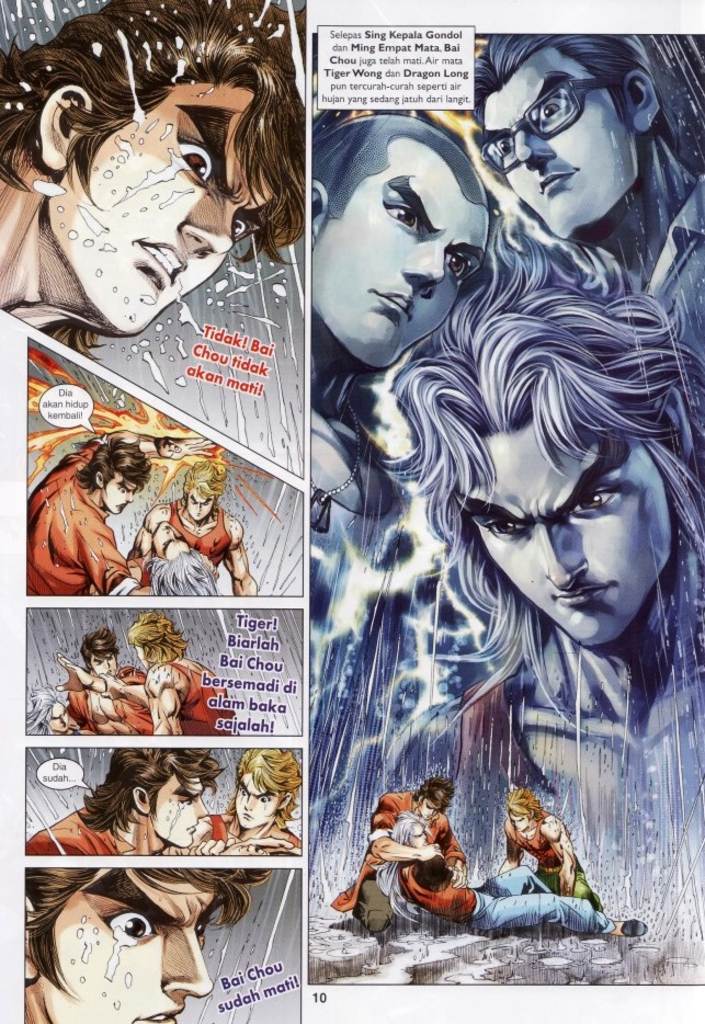 Selepas Sing Kepala Gondol
dan Ming Empat Mata, Bai
Chou juga telah mati. Air mata
Tiger Wong dan Dragon Long
pun tercurah-curah seperti air
hujan yang sedang jatuh dari langit.
Tidak! Bai
Chou tidak
akan mati!
Dia
akan hidup
kembali!
Tiger!
Biarlah
Bai Chou
bersemadi di
alam baka
sajalah!
Dia
sudah...
Bai Chou
sudah mati!
10